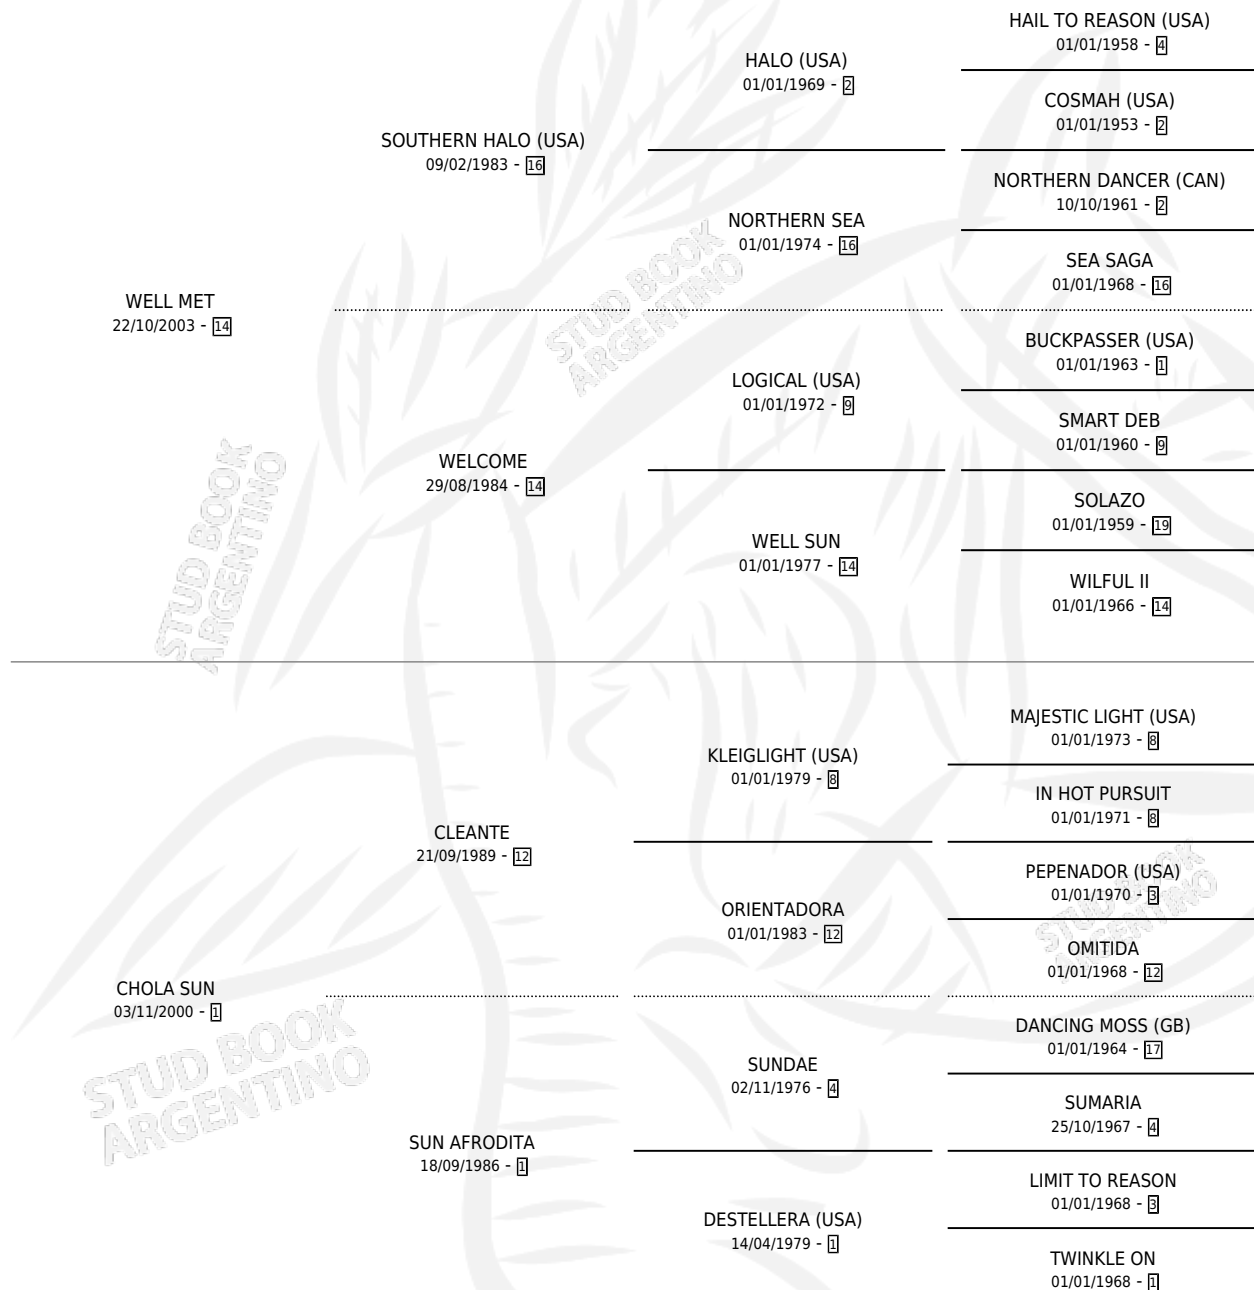 HAIL TO REASON (USA)
01/01/1958 - 4
HALO (USA)
01/01/1969 - 2
COSMAH (USA)
01/01/1953 - 2
SOUTHERN HALO (USA)
09/02/1983 - 16
NORTHERN DANCER (CAN)
10/10/1961 - 2
NORTHERN SEA
01/01/1974 - 16
SEA SAGA
01/01/1968 - 16
WELL MET
22/10/2003 - 14
BUCKPASSER (USA)
01/01/1963 - 1
LOGICAL (USA)
01/01/1972 - 9
SMART DEB
01/01/1960 - 9
WELCOME
29/08/1984 - 14
SOLAZO
01/01/1959 - 19
WELL SUN
01/01/1977 - 14
WILFUL II
01/01/1966 - 14
MAJESTIC LIGHT (USA)
01/01/1973 - 8
KLEIGLIGHT (USA)
01/01/1979 - 8
IN HOT PURSUIT
01/01/1971 - 8
CLEANTE
21/09/1989 - 12
PEPENADOR (USA)
01/01/1970 - 3
ORIENTADORA
01/01/1983 - 12
OMITIDA
01/01/1968 - 12
CHOLA SUN
03/11/2000 - 1
DANCING MOSS (GB)
01/01/1964 - 17
SUNDAE
02/11/1976 - 4
SUMARIA
25/10/1967 - 4
SUN AFRODITA
18/09/1986 - 1
LIMIT TO REASON
01/01/1968 - 3
DESTELLERA (USA)
14/04/1979 - 1
TWINKLE ON
01/01/1968 - 1
STUD BOOK
ARGENTINO
STUD BOOK
ARGENTINO
STUD BOOK
ARGENTINO
STUD BOOK
ARGENTINO